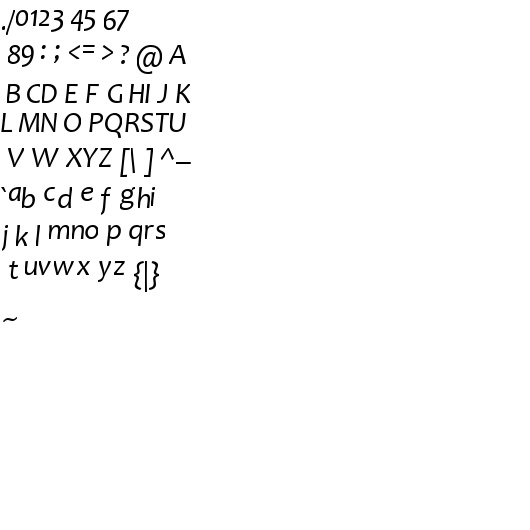 ./0123 45 67
89 : ; <= > ? @ A
B CD E F G HI J K
L MN O PQRSTU
V W XYZ [\ ] ^_
`ab cd e f ghi
j k l mno p qrs
t uvwx yz {|}
~